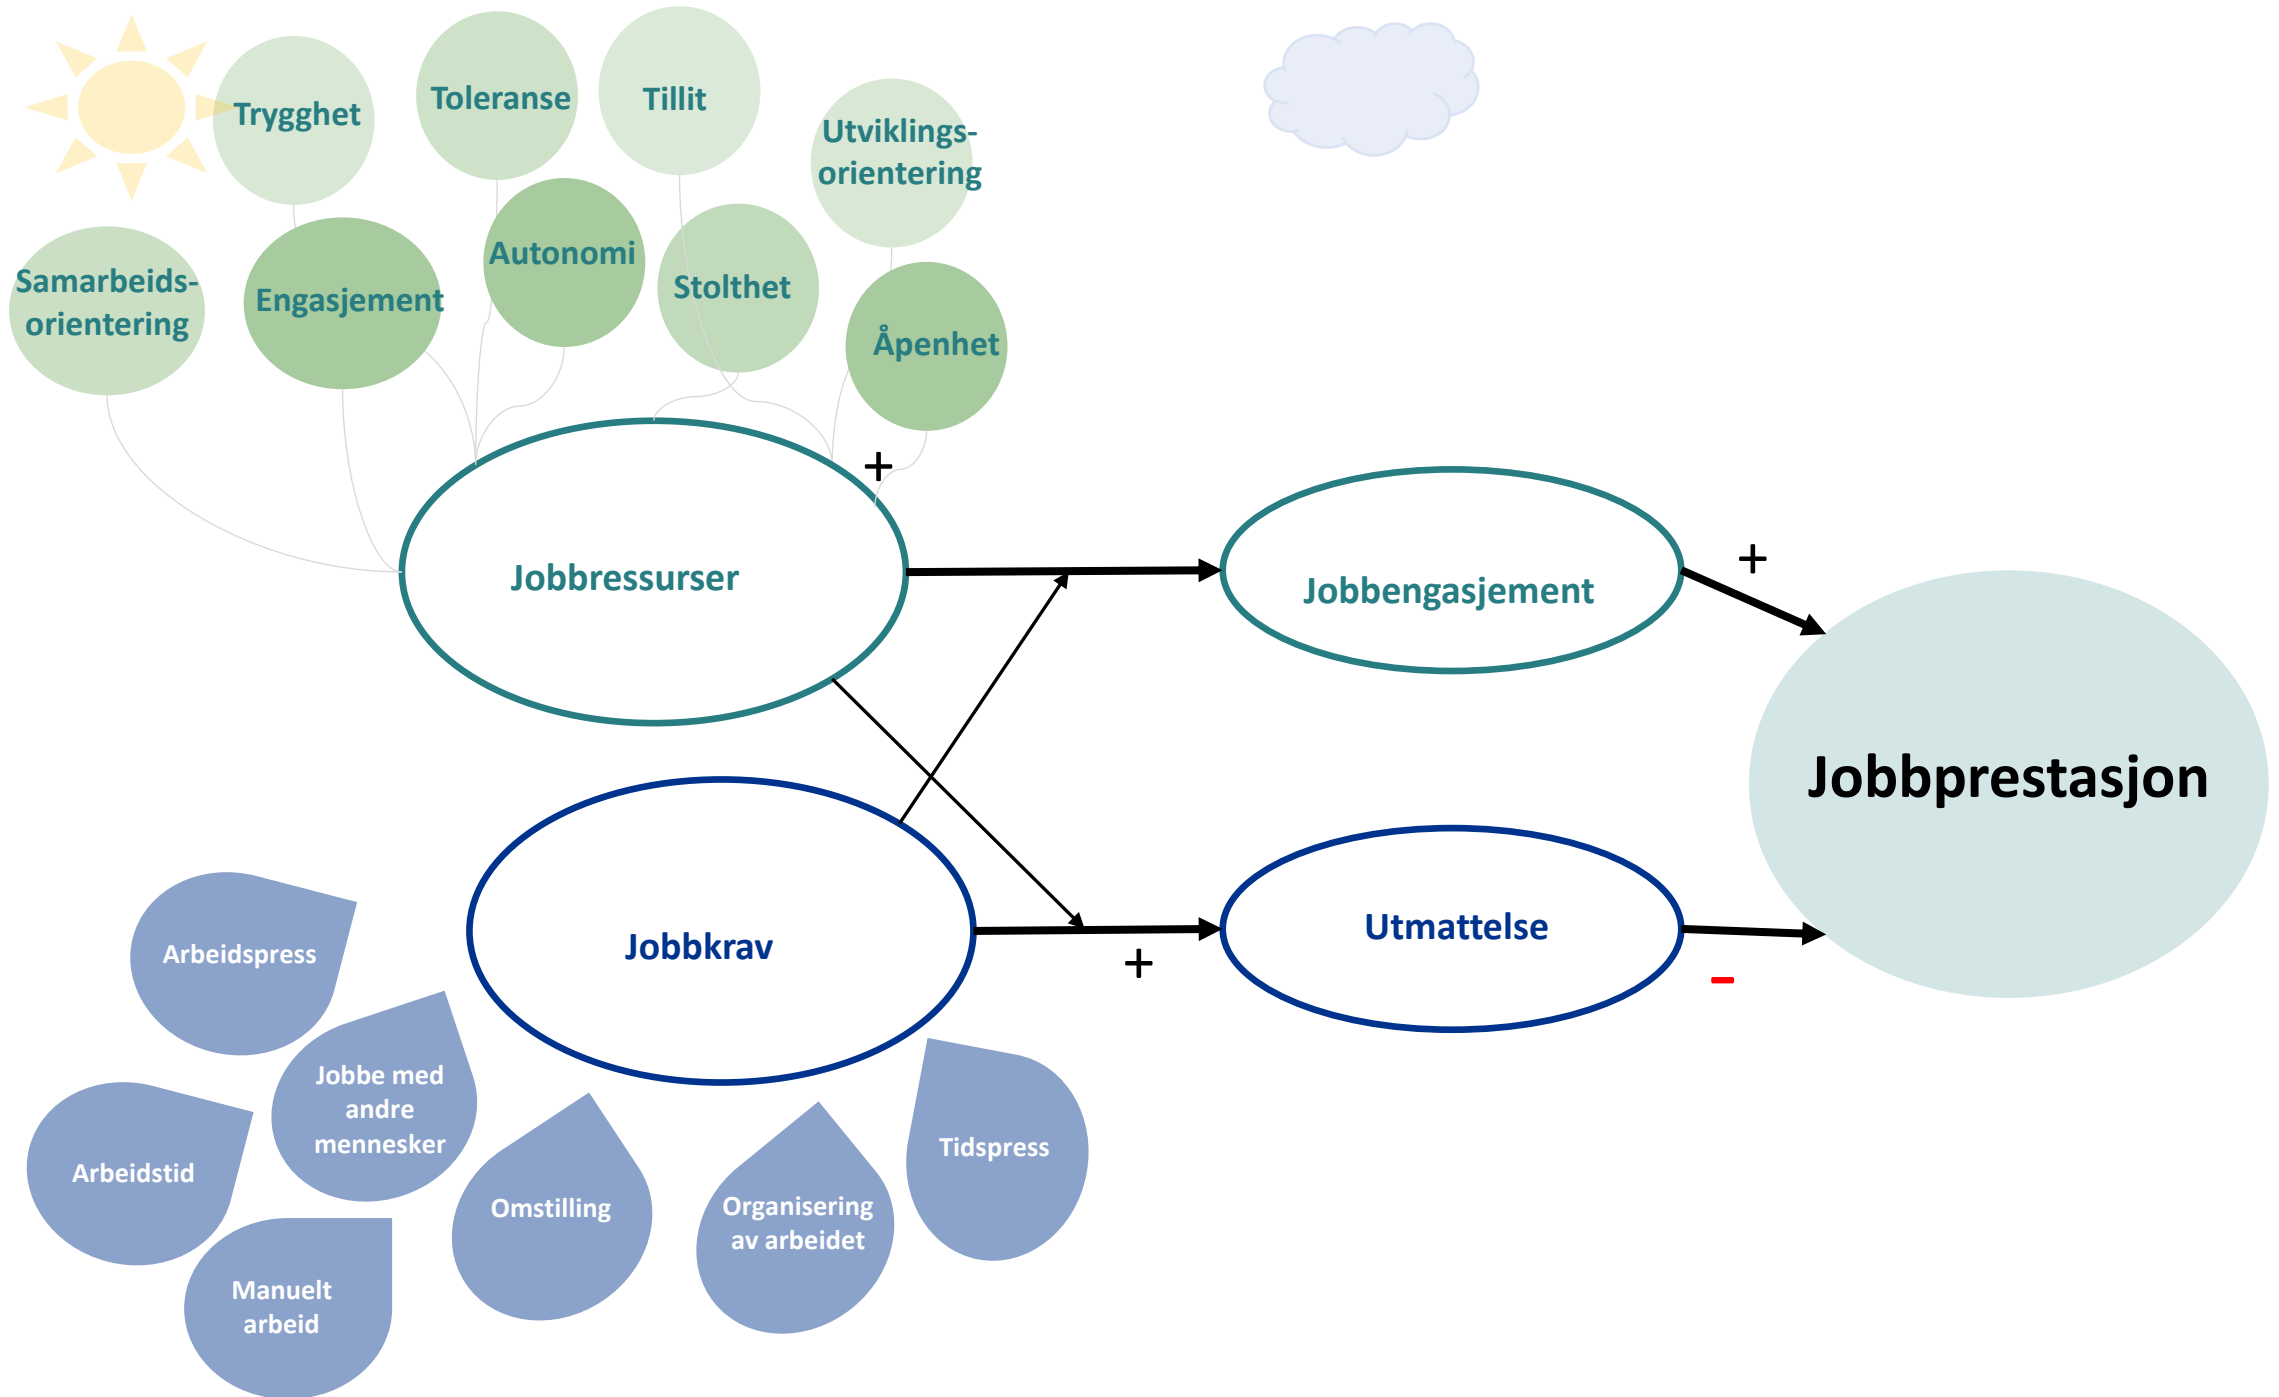 Trygghet
Toleranse
Tillit
Utviklings-
orientering
Samarbeids-
orientering
Engasjement
Autonomi
Stolthet
Åpenhet
+
Jobbressurser
Jobbengasjement
+
Jobbprestasjon
Jobbkrav
+
Utmattelse
-
Arbeidspress
Jobbe med
andre
mennesker
Arbeidstid
Manuelt
arbeid
Omstilling
Organisering
av arbeidet
Tidspress